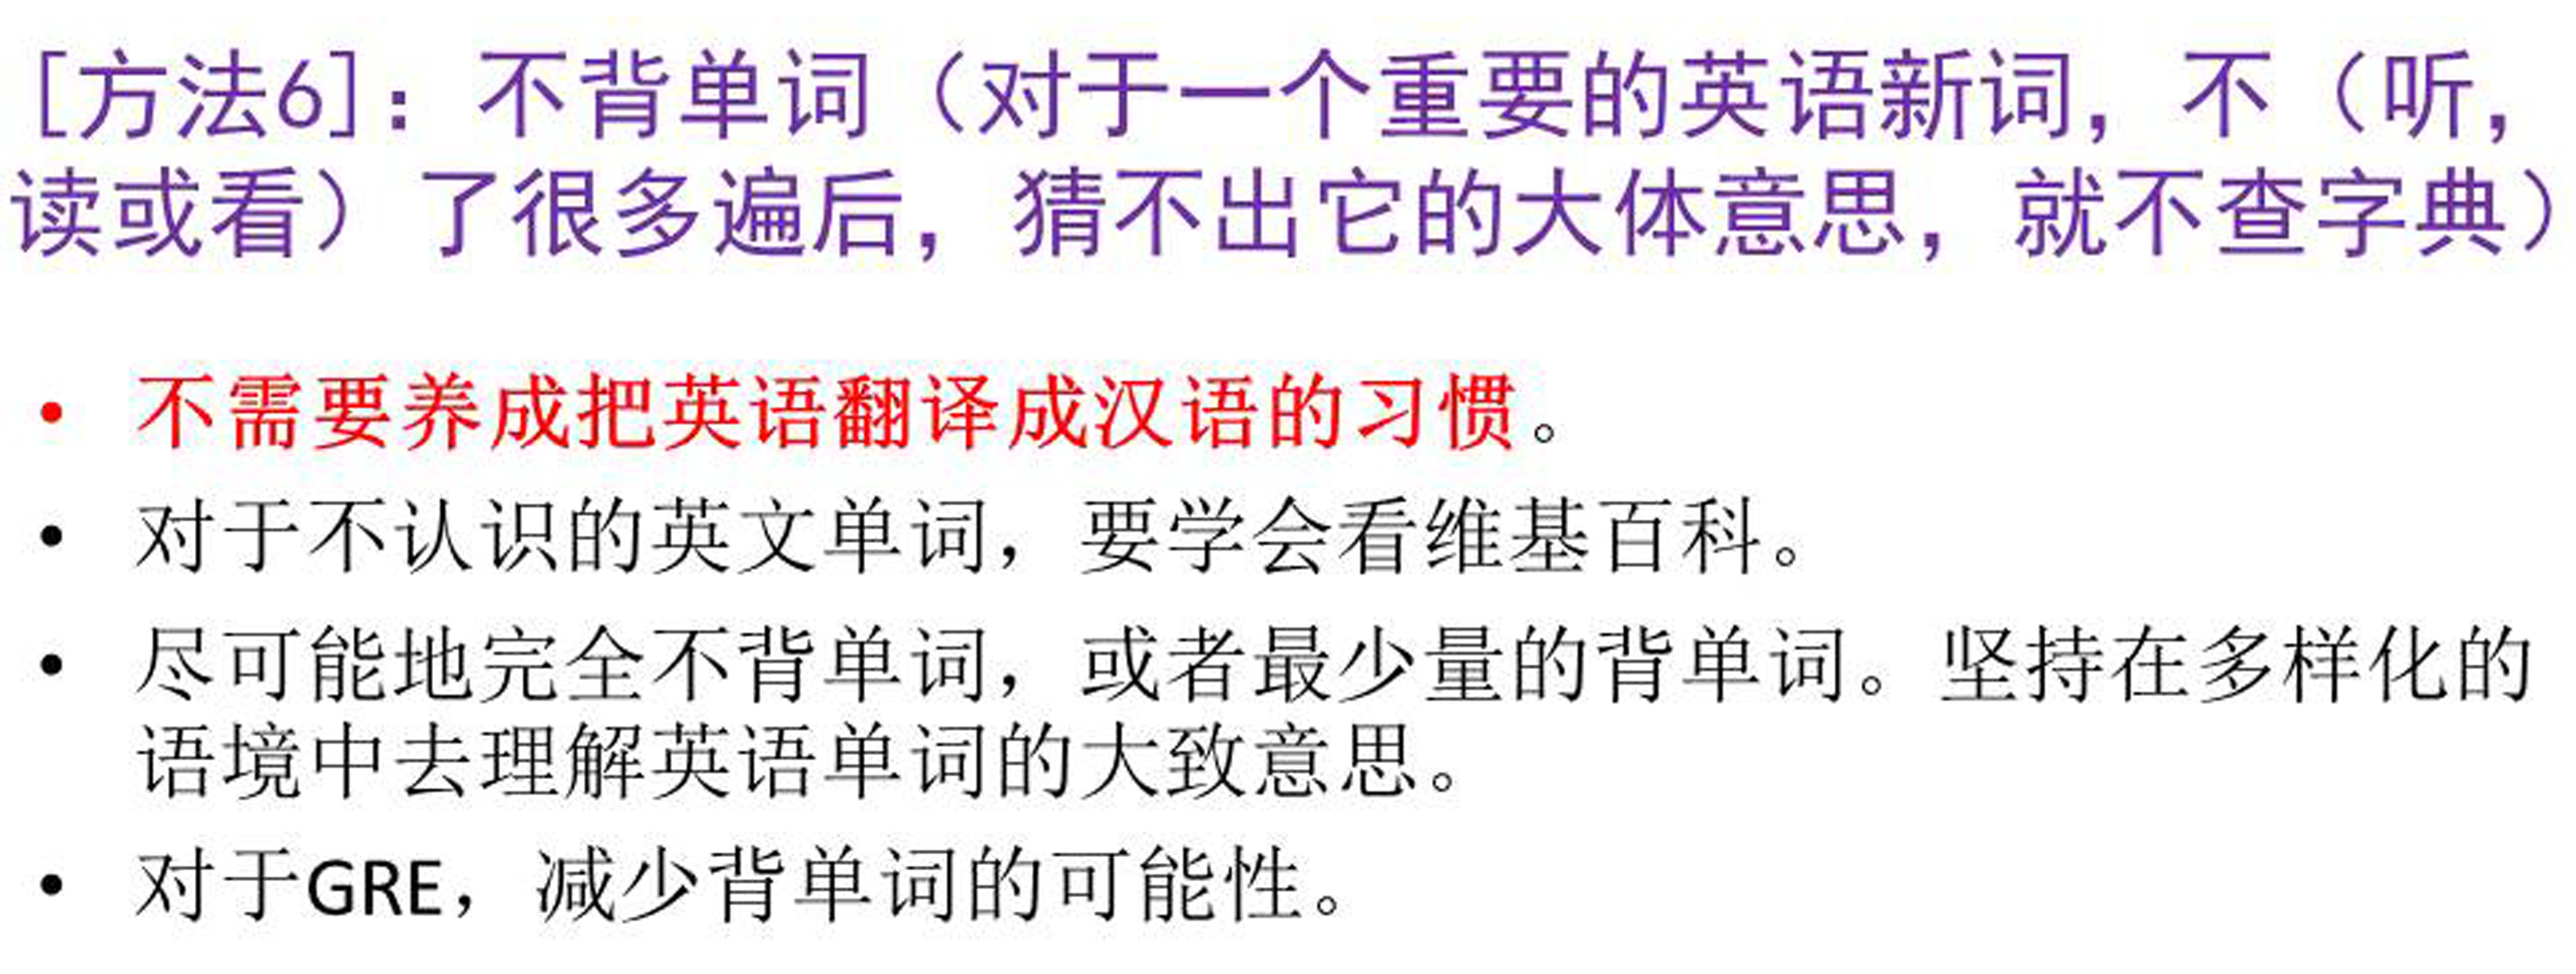 [方法6]：不背单词（对于一个重要的英语新词，不（听，
读或看）了很多遍后，猜不出它的大体意思，就不查字典）
• 不需要养成把英语翻译成汉语的习惯。
• 对于不认识的英文单词，要学会看维基百科。
• 尽可能地完全不背单词，或者最少量的背单词。坚持在多样化的
语境中去理解英语单词的大致意思。
• 对于GRE，减少背单词的可能性。